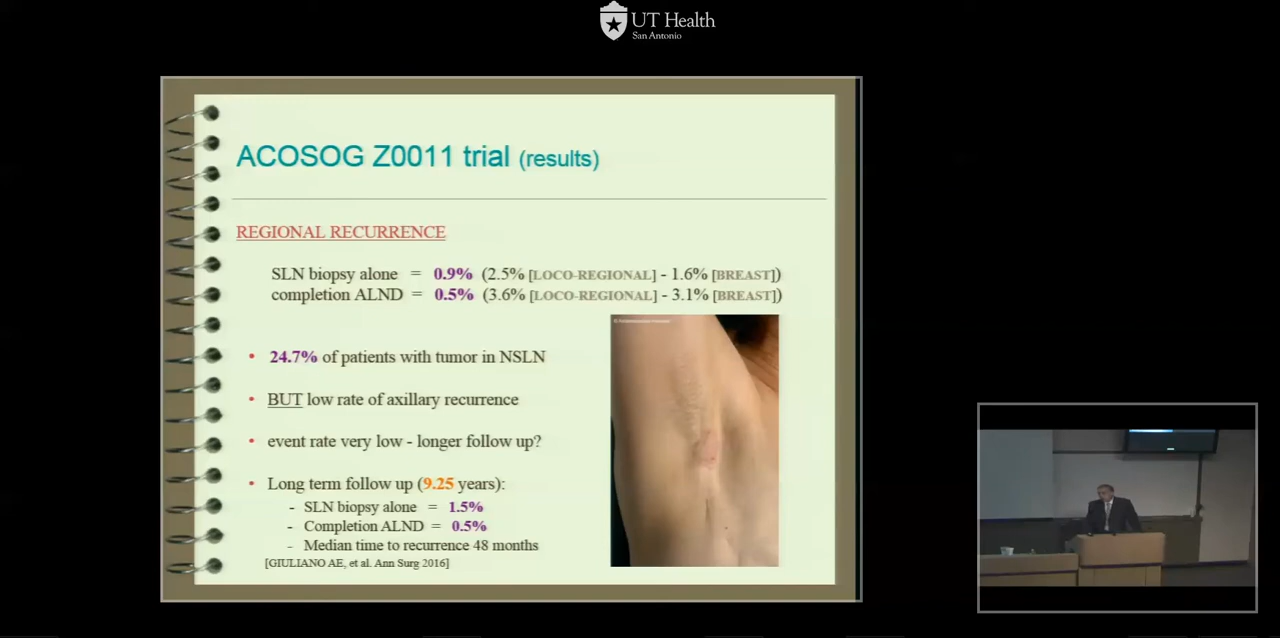 UT Health
San Antonio
ACOSOG Z0011 trial (results)
REGIONAL RECURRENCE
SLN biopsy alone = 0.9% (2.5% [LOCO-REGIONAL] - 1.6% [BREAST])
completion ALND = 0.5% (3.6% [LOCO-REGIONAL] - 3.1% [BREAST])
• 24.7% of patients with tumor in NSLN
• BUT low rate of axillary recurrence
• event rate very low - longer follow up?
• Long term follow up (9.25 years):
- SLN biopsy alone = 1.5%
- Completion ALND = 0.5%
- Median time to recurrence 48 months
[GIULIANO AE, et al. Ann Surg 2016]